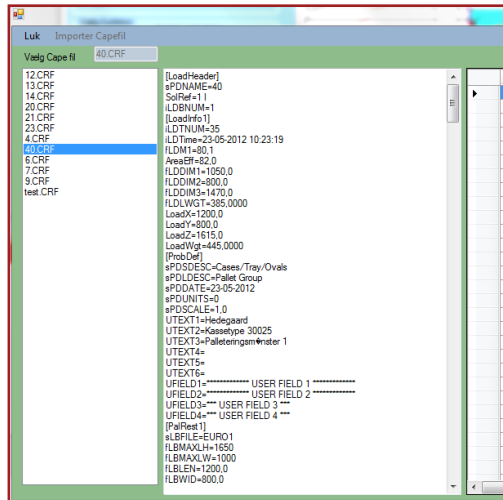 Luk Importer Capefil
Vælg Cape fil 40.CRF
12.CRF
13.CRF
14.CRF
20.CRF
21.CRF
23.CRF
4.CRF
40.CRF
6.CRF
7.CRF
9.CRF
test.CRF
[LoadHeader]
sPDNAME=40
SolRef=1 I
iLDBNUM=1
[LoadInfo1]
iLDTNUM=35
iLDTime=23-05-2012 10:23:19
fLDM1=80,1
AreaEff=82,0
fLDDIM1=1050,0
fLDDIM2=800,0
fLDDIM3=1470,0
fLDLWGT=385,0000
LoadX=1200,0
LoadY=800,0
LoadZ=1615,0
LoadWgt=445,0000
[ProbDef]
sPDSDESC=Cases/Tray/Ovals
sPDLDESC=Pallet Group
sPDDATE=23-05-2012
sPDUNITS=0
sPDSCALE=1,0
UTEXT1=Hedegaard
UTEXT2=Kassetype 30025
UTEXT3=Palleteringsm�nster 1
UTEXT4=
UTEXT5=
UTEXT6=
UFIELD1=************* USER FIELD 1 *************
UFIELD2=************* USER FIELD 2 *************
UFIELD3=*** USER FIELD 3 ***
UFIELD4=*** USER FIELD 4 ***
[PalRest1]
sLBFILE=EURO1
fLBMAXLH=1650
fLBMAXLW=1000
fLBLEN=1200,0
fLBWID=800,0